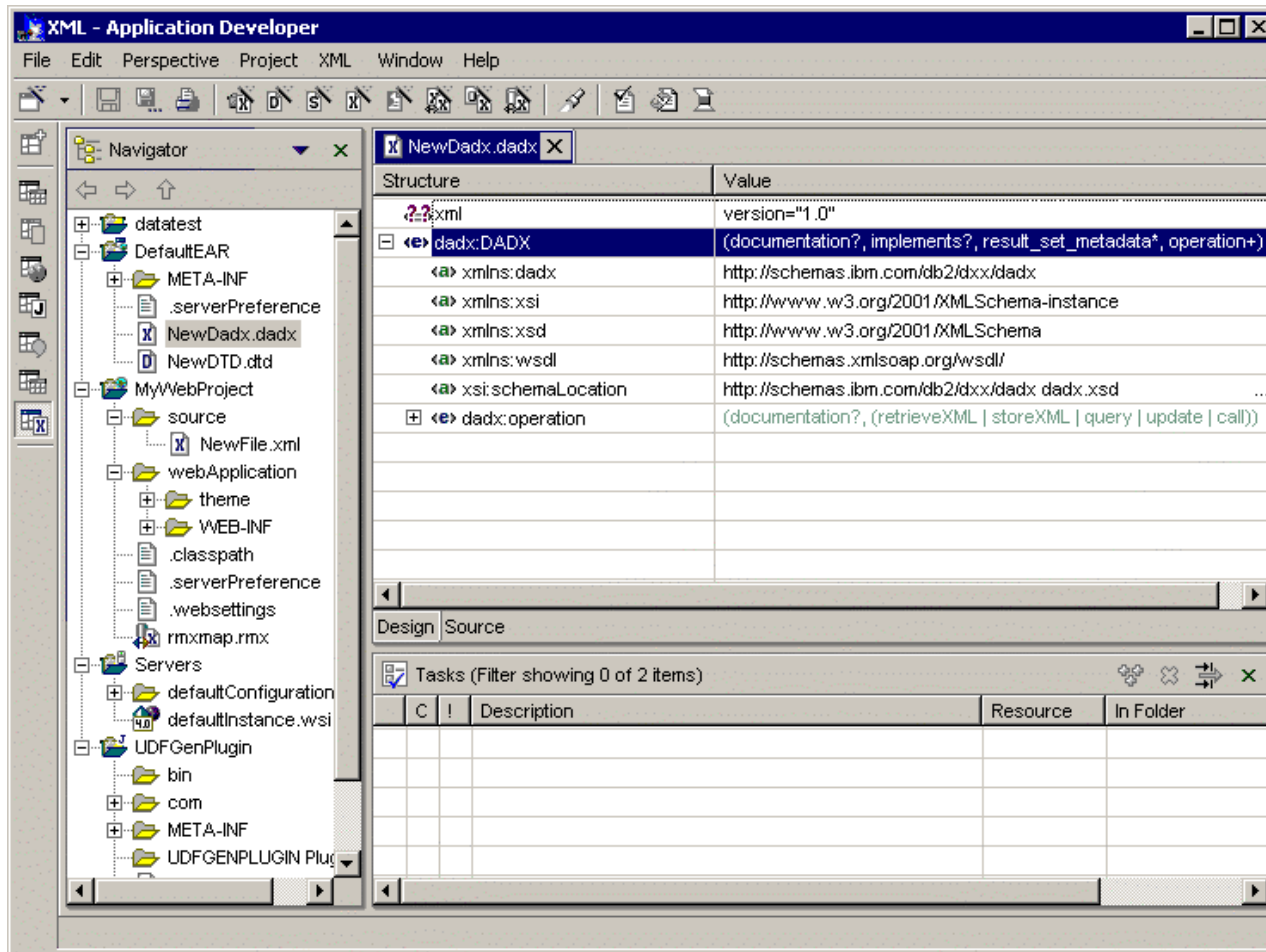 XML - Application Developer
File Edit Perspective Project XML Window Help
Navigator
datatest
DefaultEAR
META-INF
.serverPreference
NewDadx.dadx
NewDTD.dtd
MyWebProject
source
NewFile.xml
webApplication
theme
WEB-INF
.classpath
.serverPreference
.websettings
rmxmap.rmx
Servers
defaultConfiguration
defaultInstance.wsi
UDFGenPlugin
bin
com
META-INF
UDFGENPLUGIN Plug
NewDadx.dadx
Structure Value
xml version="1.0"
dadx:DADX (documentation?, implements?, result_set_metadata*, operation+)
xmlns:dadx http://schemas.ibm.com/db2/dxx/dadx
xmlns:xsi http://www.w3.org/2001/XMLSchema-instance
xmlns:xsd http://www.w3.org/2001/XMLSchema
xmlns:wsdl http://schemas.xmlsoap.org/wsdl/
xsi:schemaLocation http://schemas.ibm.com/db2/dxx/dadx dadx.xsd ...
dadx:operation (documentation?, (retrieveXML | storeXML | query | update | call))
Design Source
Tasks (Filter showing 0 of 2 items)
C ! Description Resource In Folder